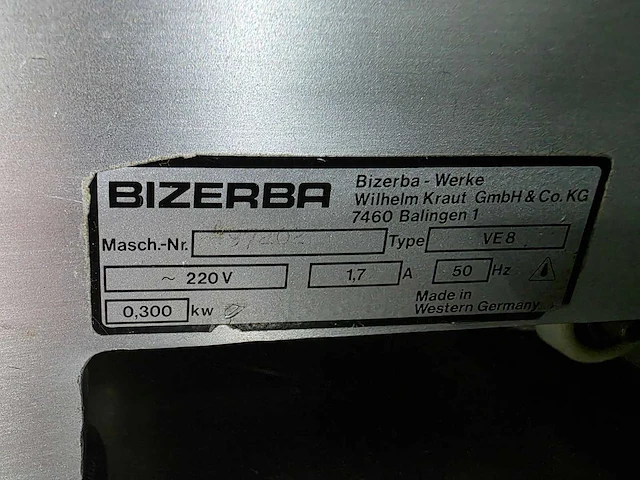 BIZERBA
Bizerba - Werke
Wilhelm Kraut GmbH & Co. KG
7460 Balingen 1
Masch.-Nr. Type VE 8
~ 220 V 1,7 A 50 Hz
0,300 kw
Made in
Western Germany